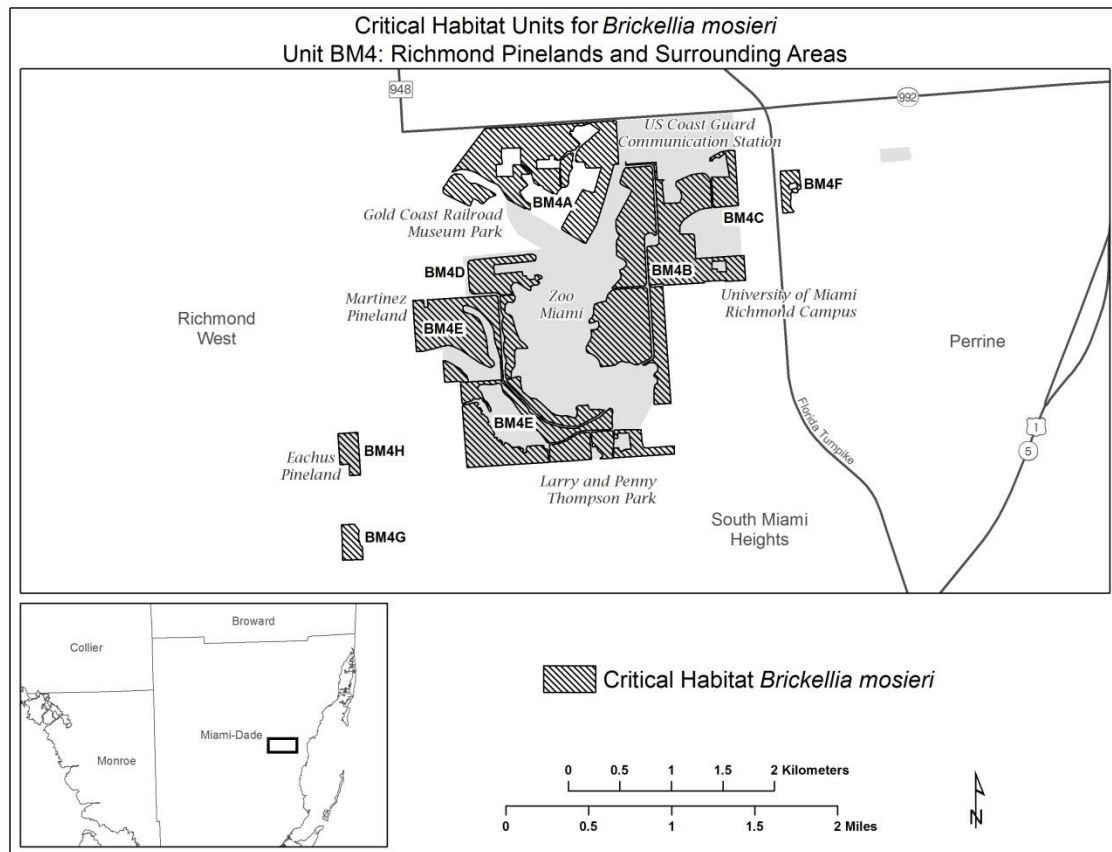 Critical Habitat Units for Brickellia mosieri
Unit BM4: Richmond Pinelands and Surrounding Areas
948
992
US Coast Guard
Communication Station
BM4F
BM4A
BM4C
Gold Coast Railroad
Museum Park
BM4D
BM4B
Martinez
Pineland
Zoo
Miami
University of Miami
Richmond Campus
Richmond
West
BM4E
Perrine
Florida Turnpike
1
5
BM4E
BM4H
Eachus
Pineland
Larry and Penny
Thompson Park
South Miami
Heights
BM4G
Broward
Collier
Miami-Dade
Monroe
Critical Habitat Brickellia mosieri
0 0.5 1 1.5 2 Kilometers
0 0.5 1 1.5 2 Miles
N